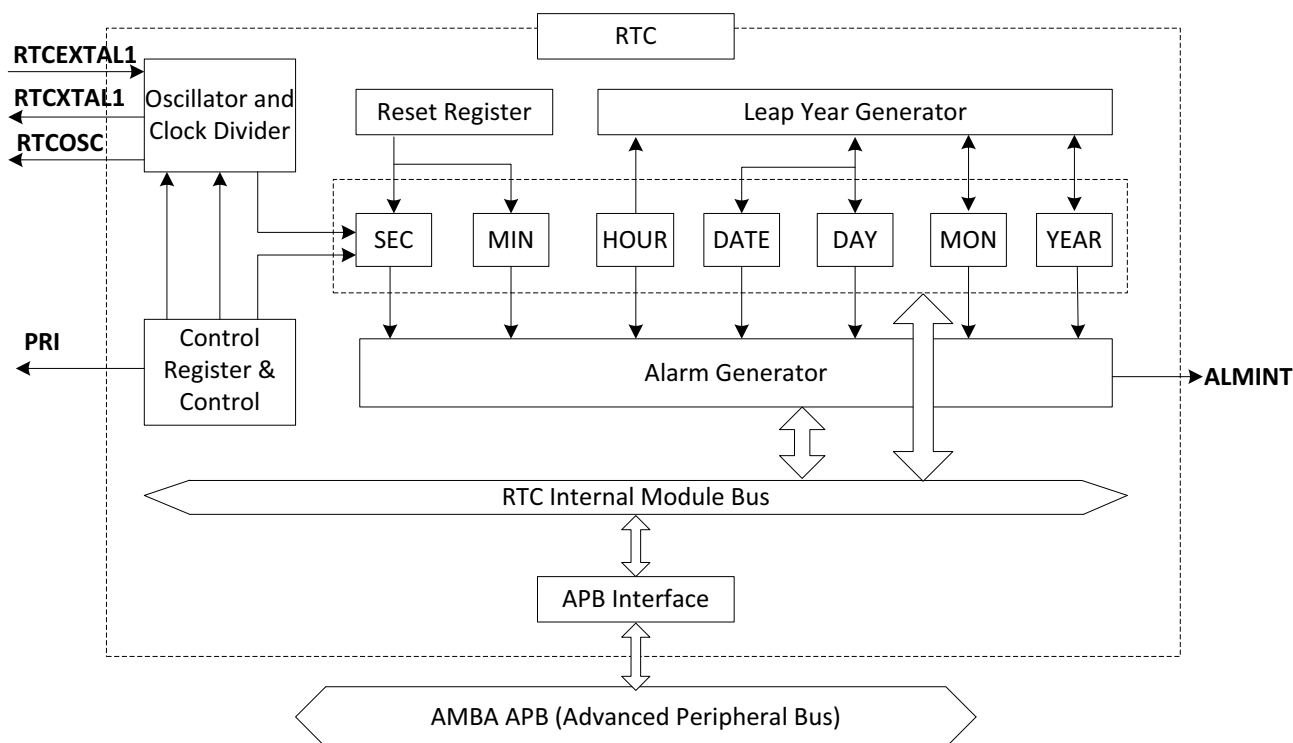 RTC
RTCEXTAL1
RTCXTAL1
RTCOSC
Oscillator and
Clock Divider
Reset Register
Leap Year Generator
SEC
MIN
HOUR
DATE
DAY
MON
YEAR
PRI
Control
Register &
Control
Alarm Generator
ALMINT
RTC Internal Module Bus
APB Interface
AMBA APB (Advanced Peripheral Bus)